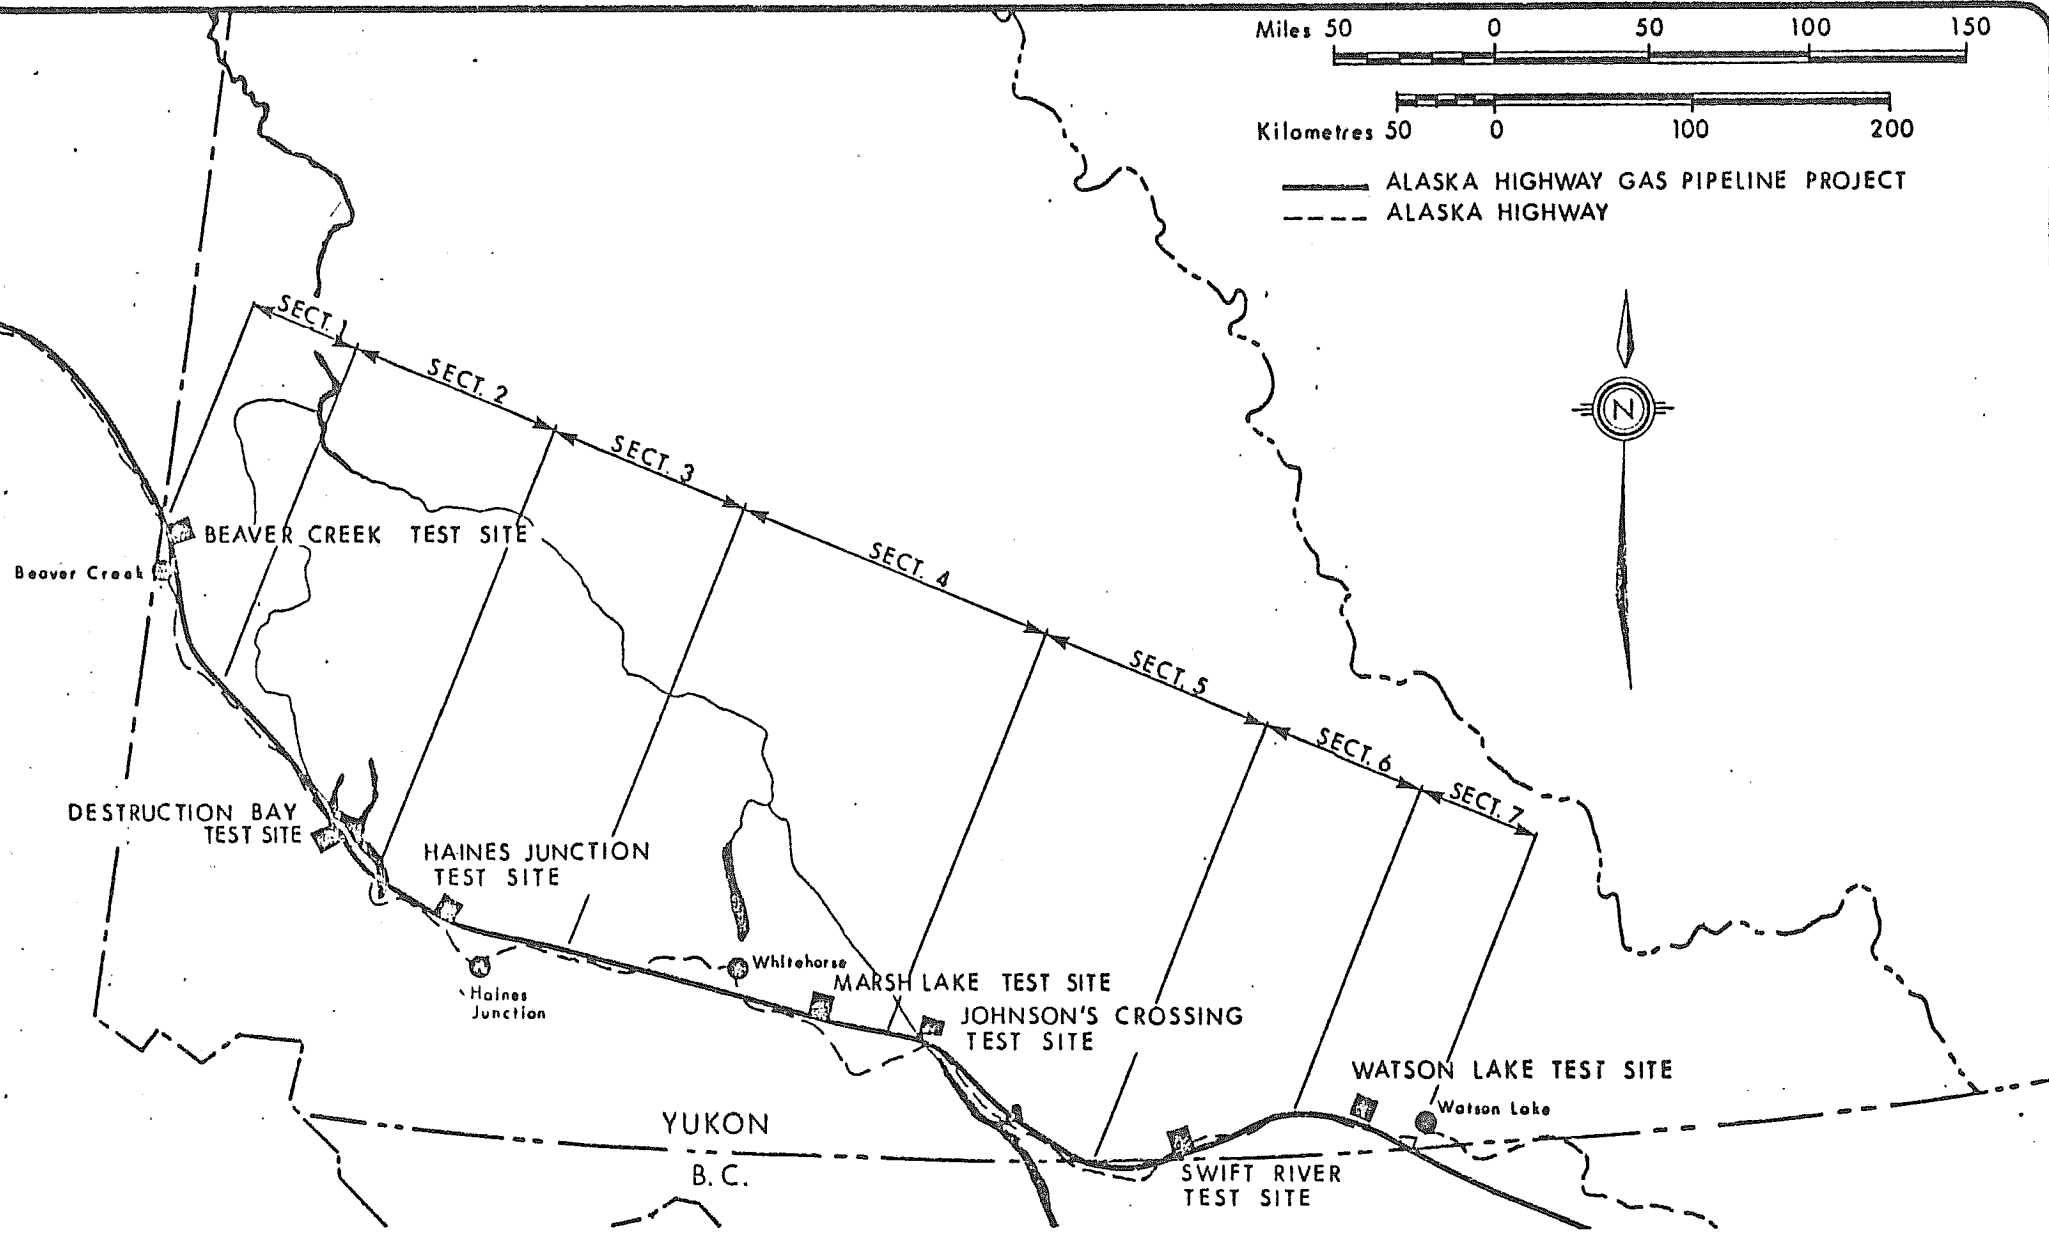 Miles 50 0 50 100 150
Kilometres 50 0 100 200
ALASKA HIGHWAY GAS PIPELINE PROJECT
ALASKA HIGHWAY
N
SECT. 1
SECT. 2
SECT. 3
SECT. 4
SECT. 5
SECT. 6
SECT. 7
BEAVER CREEK TEST SITE
Beaver Creek
DESTRUCTION BAY
TEST SITE
HAINES JUNCTION
TEST SITE
Haines
Junction
Whitehorse
MARSH LAKE TEST SITE
JOHNSON'S CROSSING
TEST SITE
WATSON LAKE TEST SITE
Watson Lake
SWIFT RIVER
TEST SITE
YUKON
B.C.